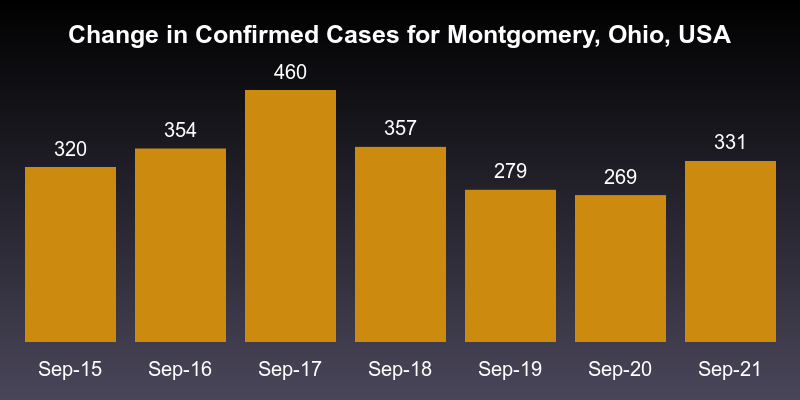 Change in Confirmed Cases for Montgomery, Ohio, USA
320
354
460
357
279
269
331
Sep-15
Sep-16
Sep-17
Sep-18
Sep-19
Sep-20
Sep-21